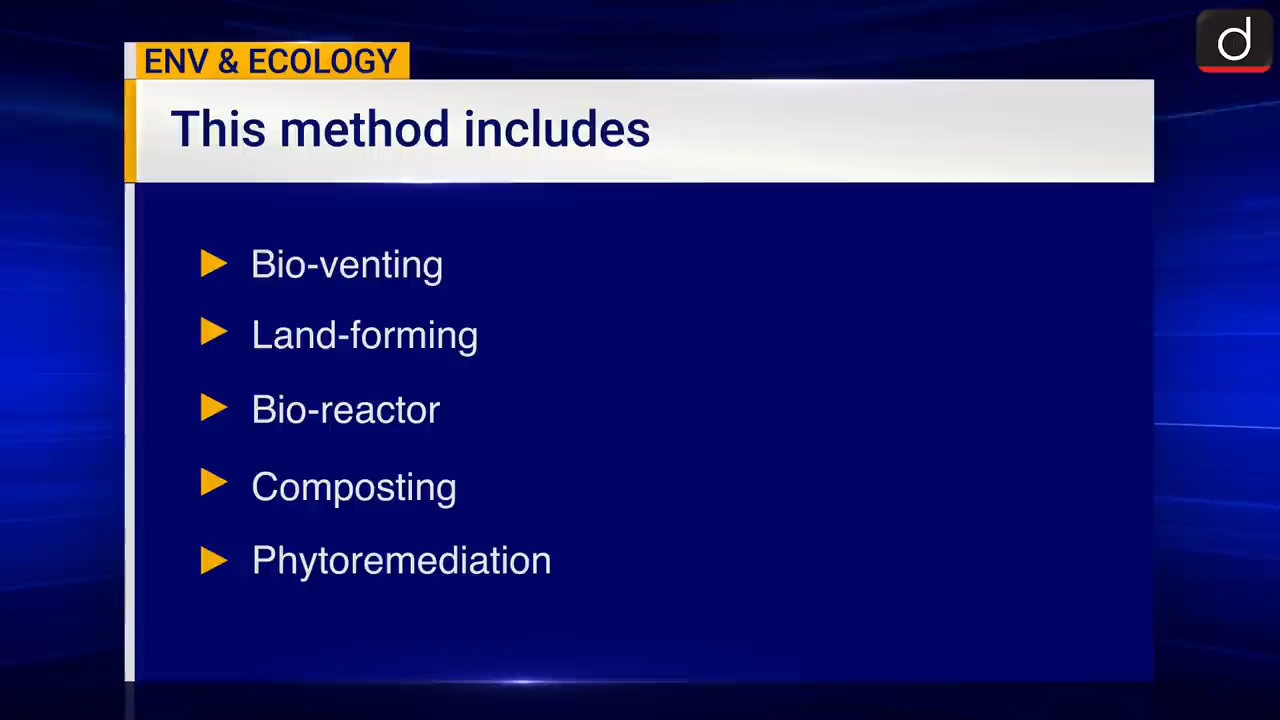 ENV & ECOLOGY
d
This method includes
Bio-venting
Land-forming
Bio-reactor
Composting
Phytoremediation